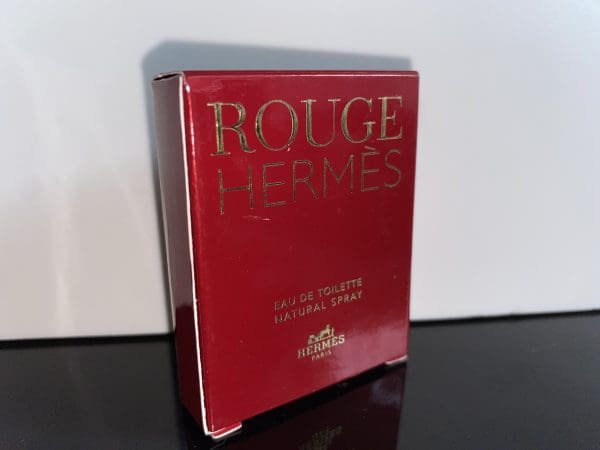 ROUGE
HERMÈS
EAU DE TOILETTE
NATURAL SPRAY
HERMÈS
PARIS